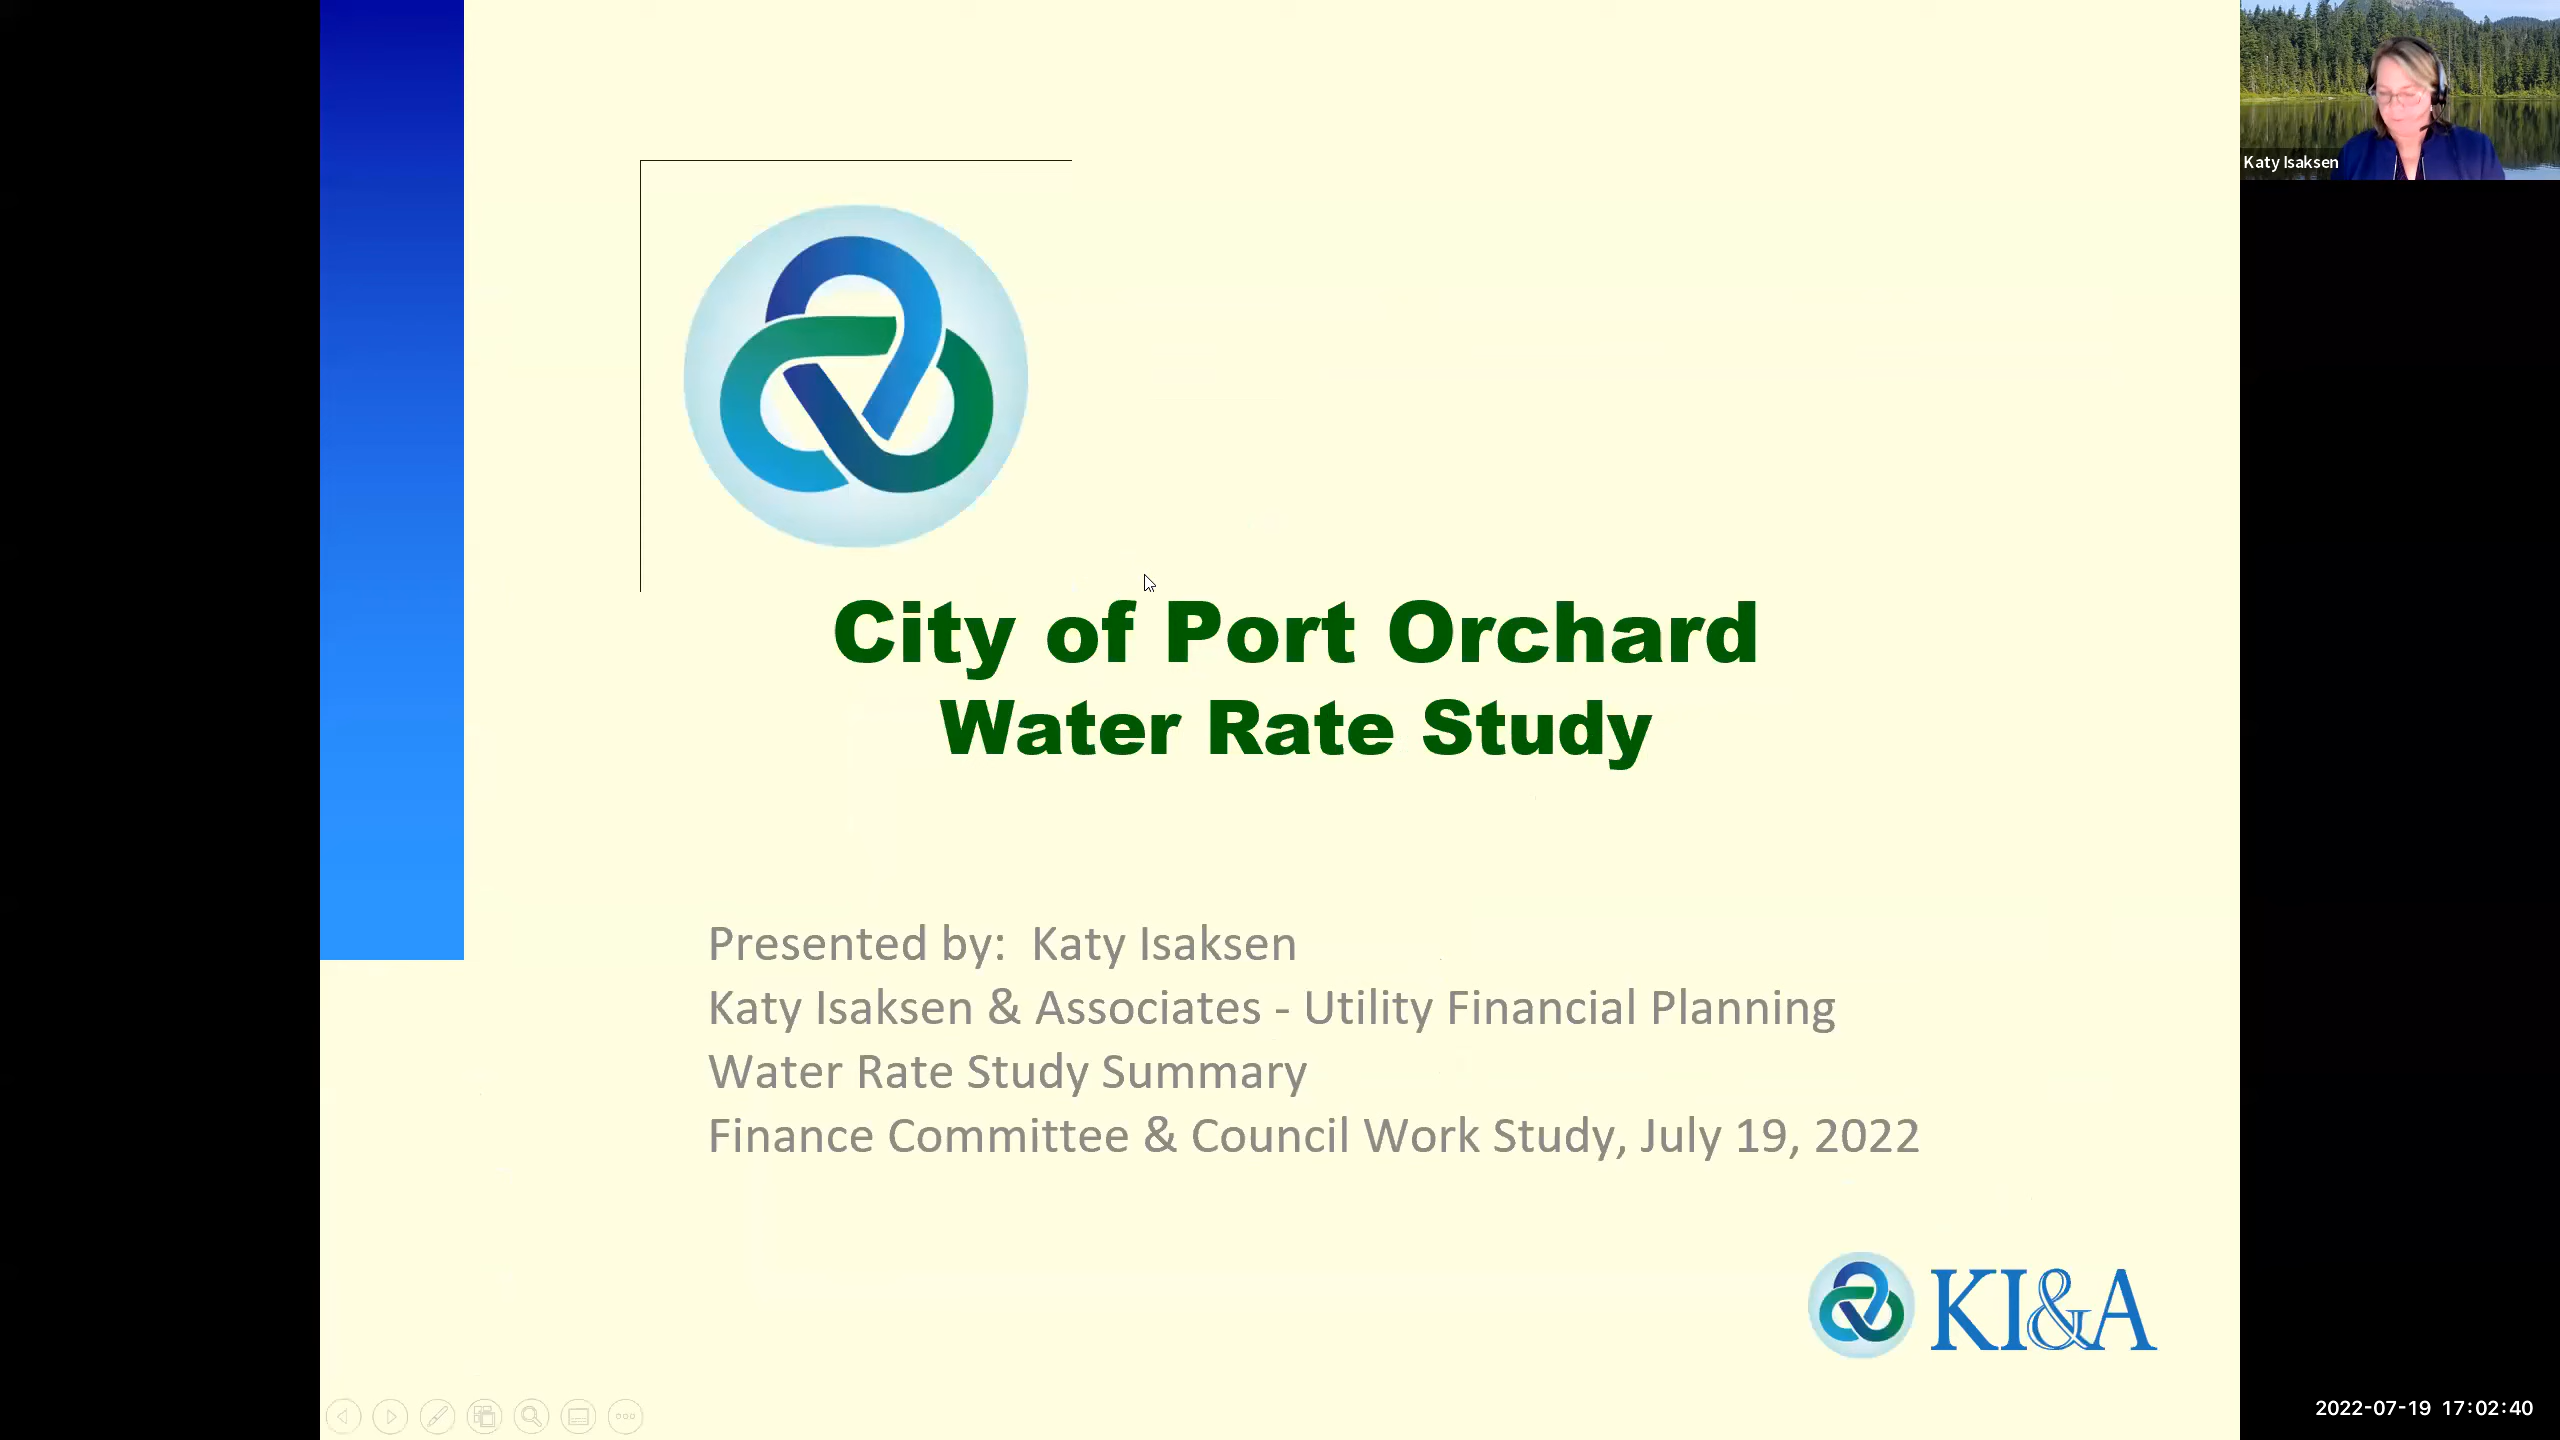 Katy Isaksen
City of Port Orchard
Water Rate Study
Presented by:  Katy Isaksen
Katy Isaksen & Associates - Utility Financial Planning
Water Rate Study Summary
Finance Committee & Council Work Study, July 19, 2022
KI&A
2022-07-19 17:02:40